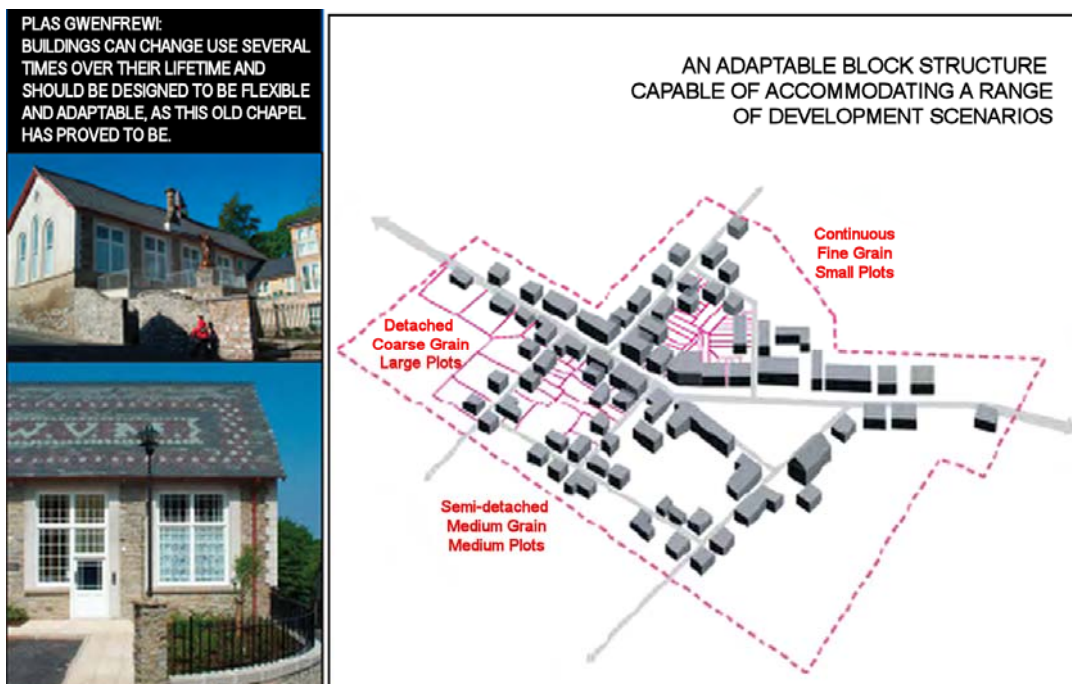 PLAS GWENFREWI:
BUILDINGS CAN CHANGE USE SEVERAL
TIMES OVER THEIR LIFETIME AND
SHOULD BE DESIGNED TO BE FLEXIBLE
AND ADAPTABLE, AS THIS OLD CHAPEL
HAS PROVED TO BE.
AN ADAPTABLE BLOCK STRUCTURE
CAPABLE OF ACCOMMODATING A RANGE
OF DEVELOPMENT SCENARIOS
Continuous
Fine Grain
Small Plots
Detached
Coarse Grain
Large Plots
Semi-detached
Medium Grain
Medium Plots